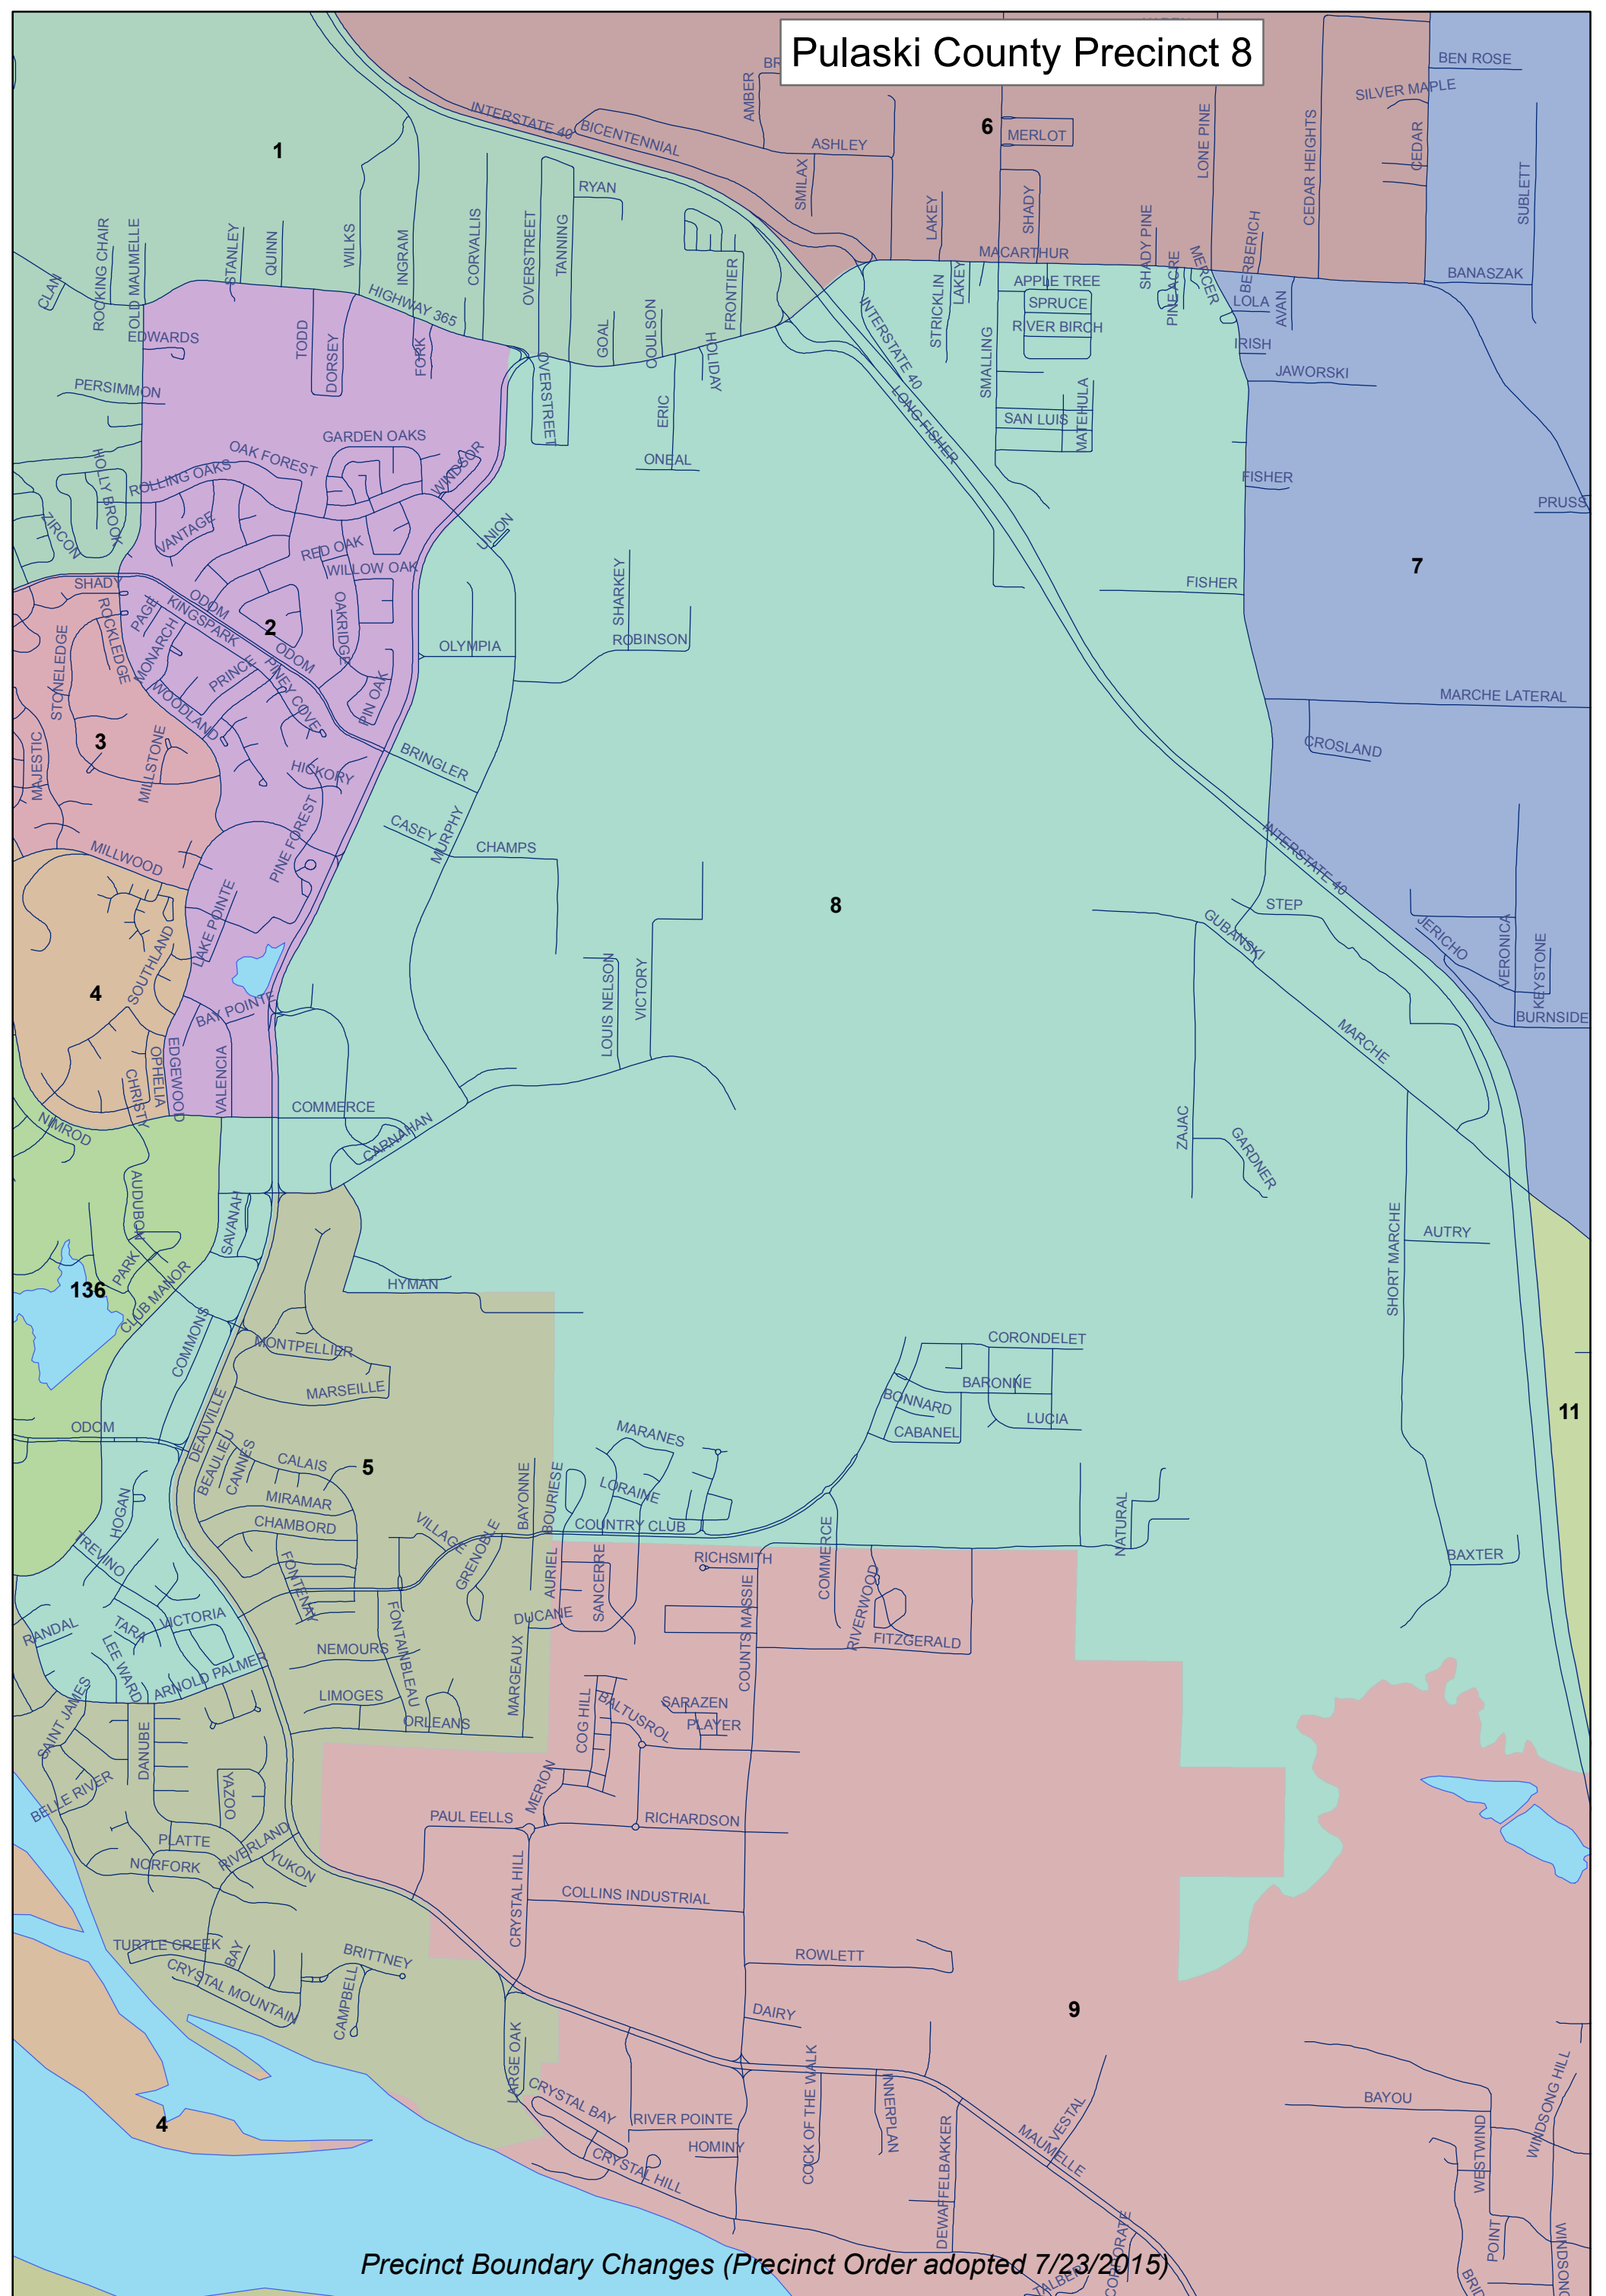 Pulaski County Precinct 8
BEN ROSE
SILVER MAPLE
AMBER
INTERSTATE 40
BICENTENNIAL
6
MERLOT
LONE PINE
CEDAR HEIGHTS
CEDAR
ASHLEY
1
SMILAX
SUBLETT
RYAN
LAKEY
SHADY
ROCKING CHAIR
OLD MAUMELLE
STANLEY
QUINN
WILKS
INGRAM
CORVALLIS
OVERSTREET
TANNING
SHADY PINE
BERBERICH
MACARTHUR
CLAN
FRONTIER
STRICKLIN
LAKEY
APPLE TREE
PINE ACRE
MERCER
BANASZAK
HIGHWAY 365
SPRUCE
LOLA
AVAN
EDWARDS
TODD
DORSEY
FORK
GOAL
COULSON
HOLIDAY
INTERSTATE 40
RIVER BIRCH
IRISH
PERSIMMON
OVERSTREET
ERIC
SMALLING
JAWORSKI
LONG FISHER
SAN LUIS
MATEHULA
GARDEN OAKS
OAK FOREST
ROLLING OAKS
WINDSOR
ONEAL
HOLLY BROOK
FISHER
PRUSS
ZIRCON
VANTAGE
UNION
RED OAK
WILLOW OAK
7
SHADY
FISHER
ROCKLEDGE
PAGE
ODOM
KINGSPARK
2
OAKRIDGE
SHARKEY
ROBINSON
OLYMPIA
STONELEDGE
MONARCH
PRINCE
ODOM
PINEY COVE
PIN OAK
WOODLAND
MARCHE LATERAL
3
MAJESTIC
MILLSTONE
BRINGLER
CROSLAND
HICKORY
PINE FOREST
CASEY
MURPHY
CHAMPS
INTERSTATE 40
MILLWOOD
LAKE POINTE
8
STEP
GUBANSKI
JERICHO
VERONICA
KEYSTONE
SOUTHLAND
4
LOUIS NELSON
VICTORY
BAY POINTE
BURNSIDE
MARCHE
OPHELIA
EDGEWOOD
VALENCIA
CHRISTY
COMMERCE
NIMROD
CARNAHAN
ZAJAC
GARDNER
AUDUBON
SAVANAH
SHORT MARCHE
AUTRY
PARK
136
CLUB MANOR
HYMAN
COMMONS
MONTPELLIER
CORONDELET
MARSEILLE
BARONNE
BONNARD
11
LUCIA
ODOM
DEAUVILLE
MARANES
CABANEL
BEAULIEU
CANNES
CALAIS
5
BAYONNE
BOURIESE
LORAINE
HOGAN
MIRAMAR
CHAMBORD
VILLAGE
GRENOBLE
COUNTRY CLUB
NATURAL
TREVINO
FONTENAY
AURIEL
SANCERRE
RICHSMITH
COMMERCE
BAXTER
RANDAL
TARA
VICTORIA
FONTAINBLEAU
DUCANE
COUNTS MASSIE
RIVERWOOD
FITZGERALD
LEE WARD
NEMOURS
ARNOLD PALMER
MARGEAUX
SAINT JAMES
LIMOGES
ORLEANS
COG HILL
BALTUSROL
SARAZEN
PLAYER
DANUBE
BELLE RIVER
YAZOO
MERION
PAUL EELLS
RICHARDSON
PLATTE
RIVERLAND
NORFORK
YUKON
CRYSTAL HILL
COLLINS INDUSTRIAL
TURTLE CREEK
BAY
BRITTNEY
CRYSTAL MOUNTAIN
CAMPBELL
ROWLETT
DAIRY
9
LARGE OAK
COCK OF THE WALK
INNERPLAN
VESTAL
BAYOU
WINDSONG HILL
CRYSTAL BAY
RIVER POINTE
4
HOMINY
DEWAFFELBAKKER
MAUMELLE
WESTWIND
CRYSTAL HILL
POINT
Precinct Boundary Changes (Precinct Order adopted 7/23/2015)
CORPORATE